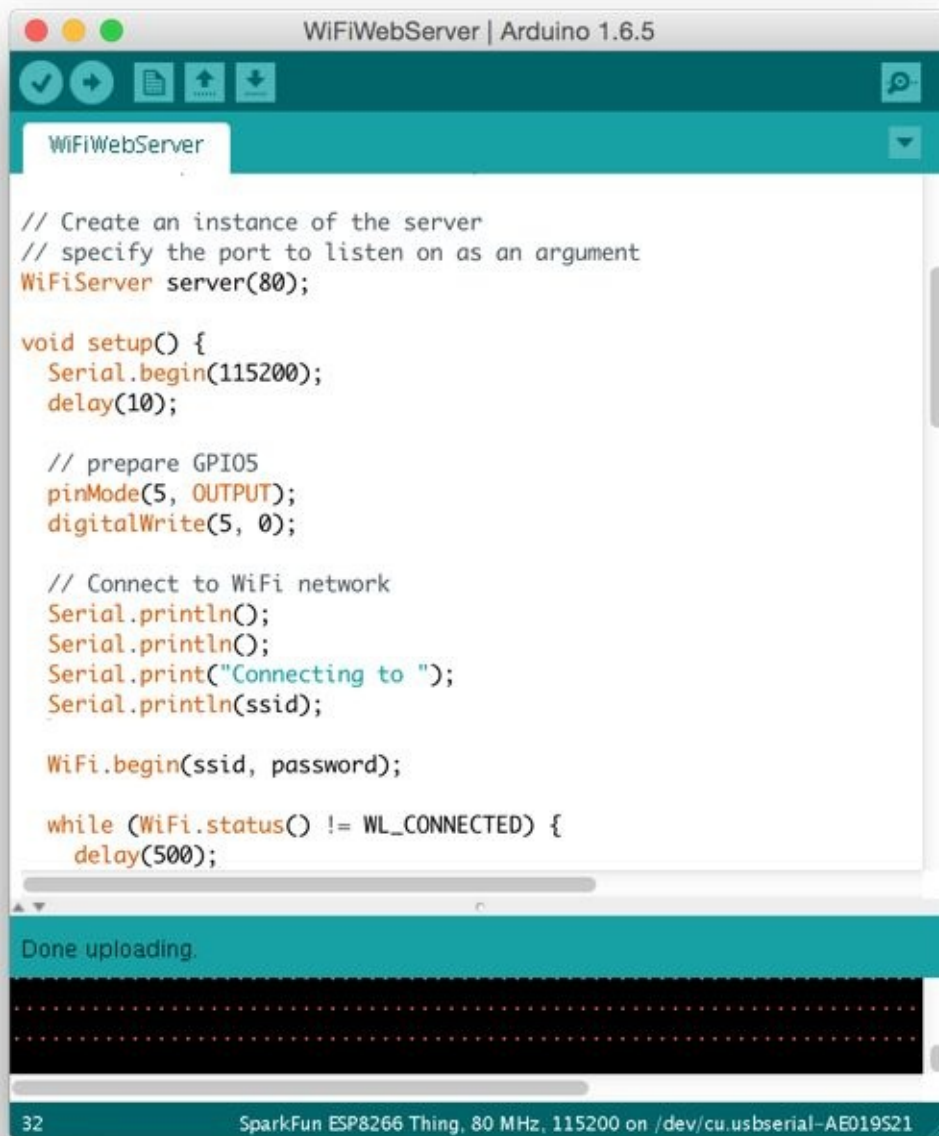 WiFiWebServer | Arduino 1.6.5
WiFiWebServer
// Create an instance of the server
// specify the port to listen on as an argument
WiFiServer server(80);
void setup() {
Serial.begin(115200);
delay(10);
// prepare GPIO5
pinMode(5, OUTPUT);
digitalWrite(5, 0);
// Connect to WiFi network
Serial.println();
Serial.println();
Serial.print("Connecting to ");
Serial.println(ssid);
WiFi.begin(ssid, password);
while (WiFi.status() != WL_CONNECTED) {
delay(500);
Done uploading.
32 SparkFun ESP8266 Thing, 80 MHz, 115200 on /dev/cu.usbserial-AE019S21